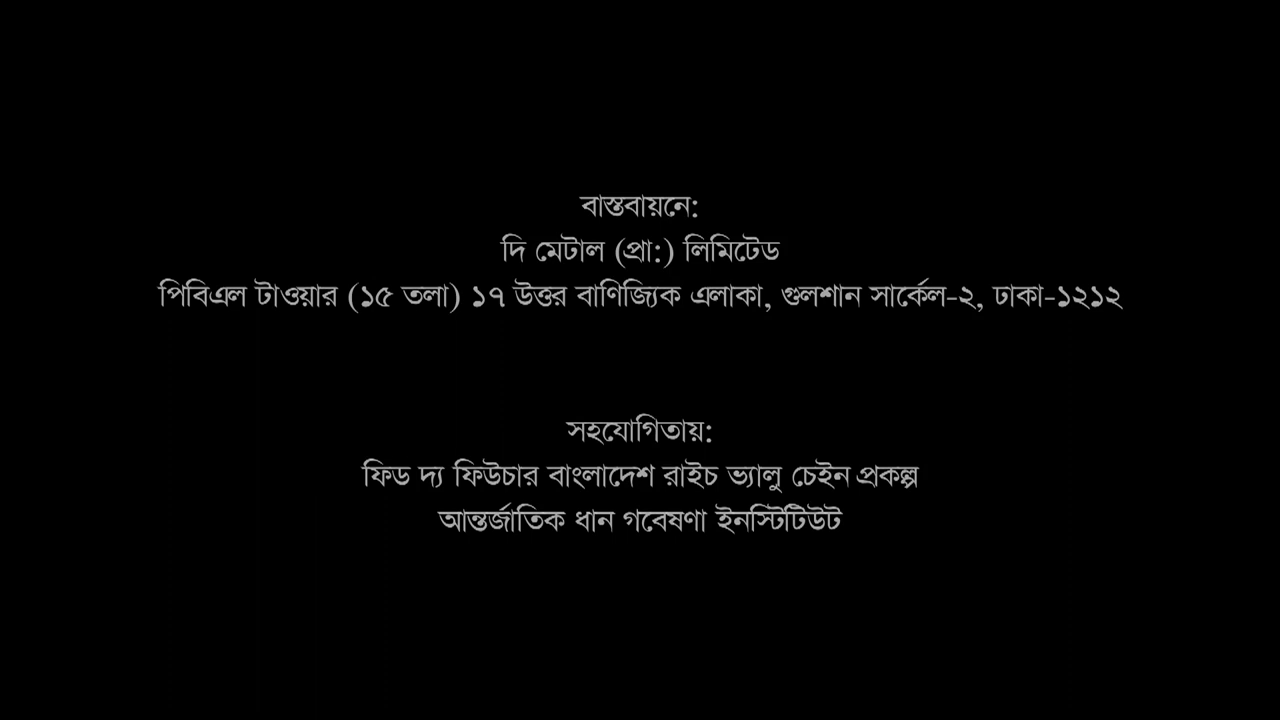 বাস্তবায়নে:
দি মেটাল (প্রা:) লিমিটেড
পিবিএল টাওয়ার (১৫ তলা) ১৭ উত্তর বাণিজ্যিক এলাকা, গুলশান সার্কেল-২, ঢাকা-১২১২
সহযোগিতায়:
ফিড দ্য ফিউচার বাংলাদেশ রাইচ ভ্যালু চেইন প্রকল্প
আন্তর্জাতিক ধান গবেষণা ইনস্টিটিউট